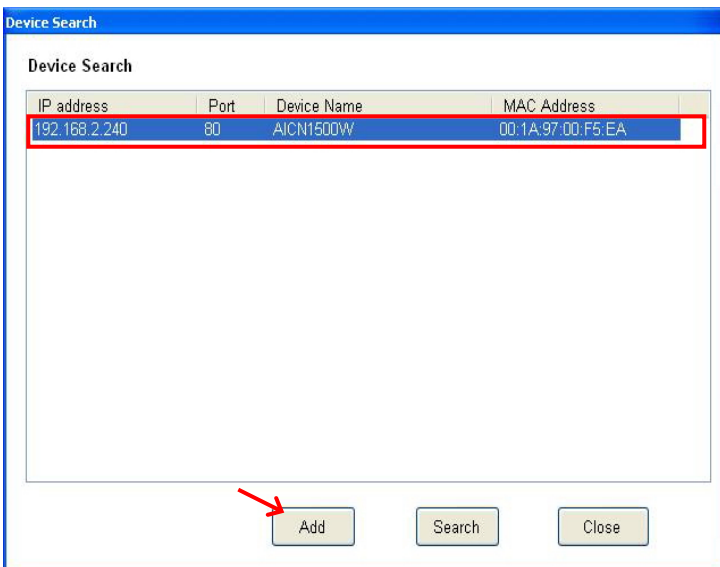 Device Search
Device Search
IP address Port Device Name MAC Address
192.168.2.240 80 AICN1500W 00:1A:97:00:F5:EA
Add Search Close